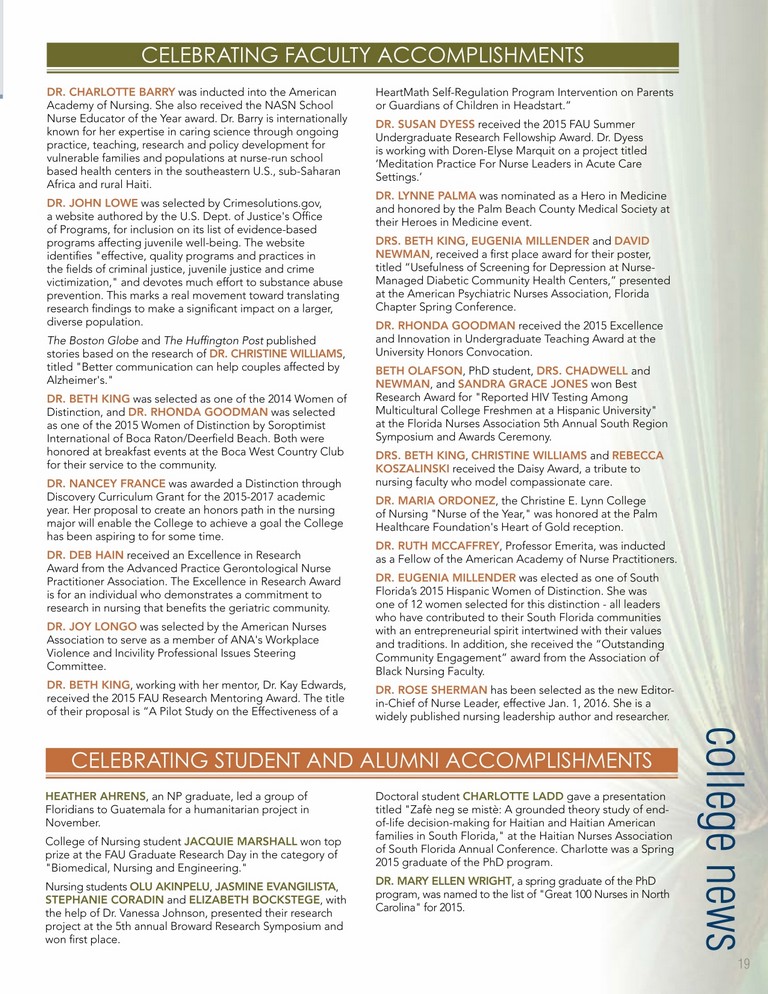 CELEBRATING FACULTY ACCOMPLISHMENTS
DR. CHARLOTTE BARRY was inducted into the American
Academy of Nursing. She also received the NASN School
Nurse Educator of the Year award. Dr. Barry is internationally
known for her expertise in caring science through ongoing
practice, teaching, research and policy development for
vulnerable families and populations at nurse-run school
based health centers in the southeastern U.S., sub-Saharan
Africa and rural Haiti.
DR. JOHN LOWE was selected by Crimesolutions.gov,
a website authored by the U.S. Dept. of Justice's Office
of Programs, for inclusion on its list of evidence-based
programs affecting juvenile well-being. The website
identifies "effective, quality programs and practices in
the fields of criminal justice, juvenile justice and crime
victimization," and devotes much effort to substance abuse
prevention. This marks a real movement toward translating
research findings to make a significant impact on a larger,
diverse population.
The Boston Globe and The Huffington Post published
stories based on the research of DR. CHRISTINE WILLIAMS,
titled "Better communication can help couples affected by
Alzheimer's."
DR. BETH KING was selected as one of the 2014 Women of
Distinction, and DR. RHONDA GOODMAN was selected
as one of the 2015 Women of Distinction by Soroptimist
International of Boca Raton/Deerfield Beach. Both were
honored at breakfast events at the Boca West Country Club
for their service to the community.
DR. NANCEY FRANCE was awarded a Distinction through
Discovery Curriculum Grant for the 2015-2017 academic
year. Her proposal to create an honors path in the nursing
major will enable the College to achieve a goal the College
has been aspiring to for some time.
DR. DEB HAIN received an Excellence in Research
Award from the Advanced Practice Gerontological Nurse
Practitioner Association. The Excellence in Research Award
is for an individual who demonstrates a commitment to
research in nursing that benefits the geriatric community.
DR. JOY LONGO was selected by the American Nurses
Association to serve as a member of ANA's Workplace
Violence and Incivility Professional Issues Steering
Committee.
DR. BETH KING, working with her mentor, Dr. Kay Edwards,
received the 2015 FAU Research Mentoring Award. The title
of their proposal is “A Pilot Study on the Effectiveness of a
HeartMath Self-Regulation Program Intervention on Parents
or Guardians of Children in Headstart.”
DR. SUSAN DYESS received the 2015 FAU Summer
Undergraduate Research Fellowship Award. Dr. Dyess
is working with Doren-Elyse Marquit on a project titled
‘Meditation Practice For Nurse Leaders in Acute Care
Settings.’
DR. LYNNE PALMA was nominated as a Hero in Medicine
and honored by the Palm Beach County Medical Society at
their Heroes in Medicine event.
DRS. BETH KING, EUGENIA MILLENDER and DAVID
NEWMAN, received a first place award for their poster,
titled “Usefulness of Screening for Depression at Nurse-
Managed Diabetic Community Health Centers,” presented
at the American Psychiatric Nurses Association, Florida
Chapter Spring Conference.
DR. RHONDA GOODMAN received the 2015 Excellence
and Innovation in Undergraduate Teaching Award at the
University Honors Convocation.
BETH OLAFSON, PhD student, DRS. CHADWELL and
NEWMAN, and SANDRA GRACE JONES won Best
Research Award for "Reported HIV Testing Among
Multicultural College Freshmen at a Hispanic University"
at the Florida Nurses Association 5th Annual South Region
Symposium and Awards Ceremony.
DRS. BETH KING, CHRISTINE WILLIAMS and REBECCA
KOSZALINSKI received the Daisy Award, a tribute to
nursing faculty who model compassionate care.
DR. MARIA ORDONEZ, the Christine E. Lynn College
of Nursing "Nurse of the Year," was honored at the Palm
Healthcare Foundation's Heart of Gold reception.
DR. RUTH MCCAFFREY, Professor Emerita, was inducted
as a Fellow of the American Academy of Nurse Practitioners.
DR. EUGENIA MILLENDER was elected as one of South
Florida’s 2015 Hispanic Women of Distinction. She was
one of 12 women selected for this distinction - all leaders
who have contributed to their South Florida communities
with an entrepreneurial spirit intertwined with their values
and traditions. In addition, she received the “Outstanding
Community Engagement” award from the Association of
Black Nursing Faculty.
DR. ROSE SHERMAN has been selected as the new Editor-
in-Chief of Nurse Leader, effective Jan. 1, 2016. She is a
widely published nursing leadership author and researcher.
CELEBRATING STUDENT AND ALUMNI ACCOMPLISHMENTS
HEATHER AHRENS, an NP graduate, led a group of
Floridians to Guatemala for a humanitarian project in
November.
College of Nursing student JACQUIE MARSHALL won top
prize at the FAU Graduate Research Day in the category of
"Biomedical, Nursing and Engineering."
Nursing students OLU AKINPELU, JASMINE EVANGILISTA,
STEPHANIE CORADIN and ELIZABETH BOCKSTEGE, with
the help of Dr. Vanessa Johnson, presented their research
project at the 5th annual Broward Research Symposium and
won first place.
Doctoral student CHARLOTTE LADD gave a presentation
titled "Zafè neg se mistè: A grounded theory study of end-
of-life decision-making for Haitian and Haitian American
families in South Florida," at the Haitian Nurses Association
of South Florida Annual Conference. Charlotte was a Spring
2015 graduate of the PhD program.
DR. MARY ELLEN WRIGHT, a spring graduate of the PhD
program, was named to the list of "Great 100 Nurses in North
Carolina" for 2015.
college news
19